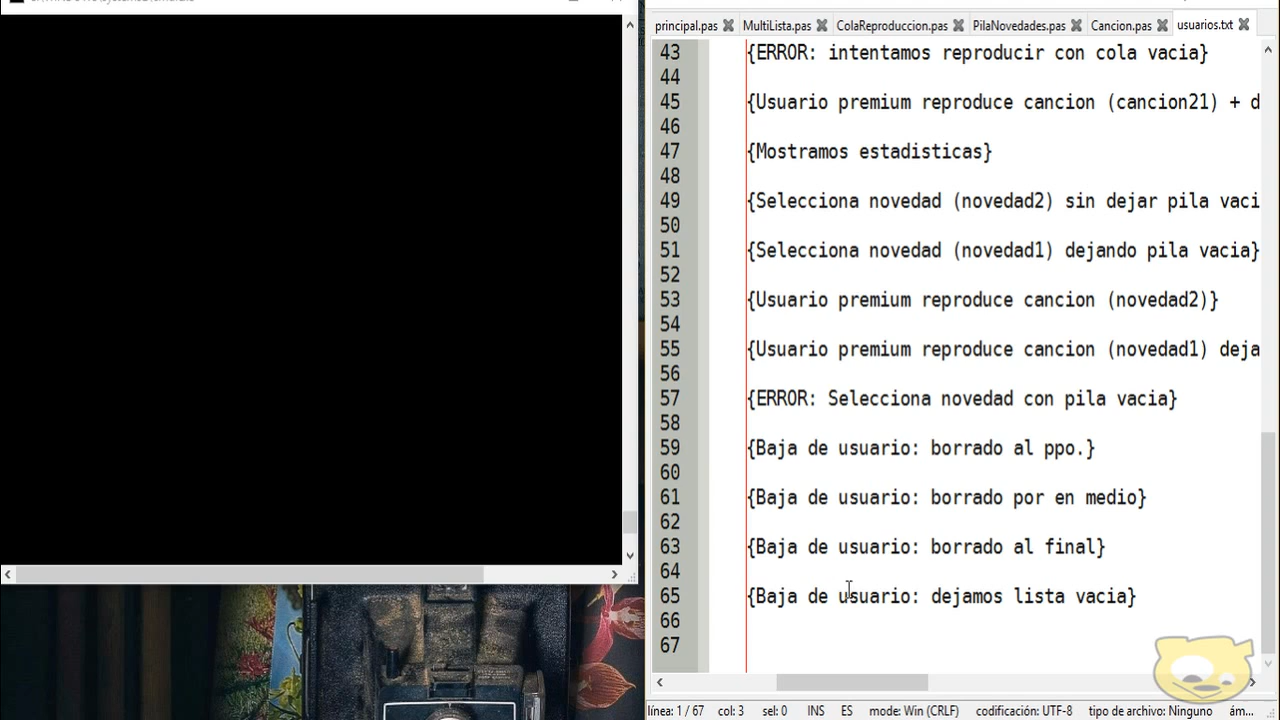 principal.pas MultiLista.pas ColaReproduccion.pas PilaNovedades.pas Cancion.pas usuarios.txt
43 {ERROR: intentamos reproducir con cola vacia}
44
45 {Usuario premium reproduce cancion (cancion21) + d
46
47 {Mostramos estadisticas}
48
49 {Selecciona novedad (novedad2) sin dejar pila vaci
50
51 {Selecciona novedad (novedad1) dejando pila vacia}
52
53 {Usuario premium reproduce cancion (novedad2)}
54
55 {Usuario premium reproduce cancion (novedad1) deja
56
57 {ERROR: Selecciona novedad con pila vacia}
58
59 {Baja de usuario: borrado al ppo.}
60
61 {Baja de usuario: borrado por en medio}
62
63 {Baja de usuario: borrado al final}
64
65 {Baja de usuario: dejamos lista vacia}
66
67
línea: 1 / 67 col: 3 sel: 0 INS ES mode: Win (CRLF) codificación: UTF-8 tipo de archivo: Ninguno ám...